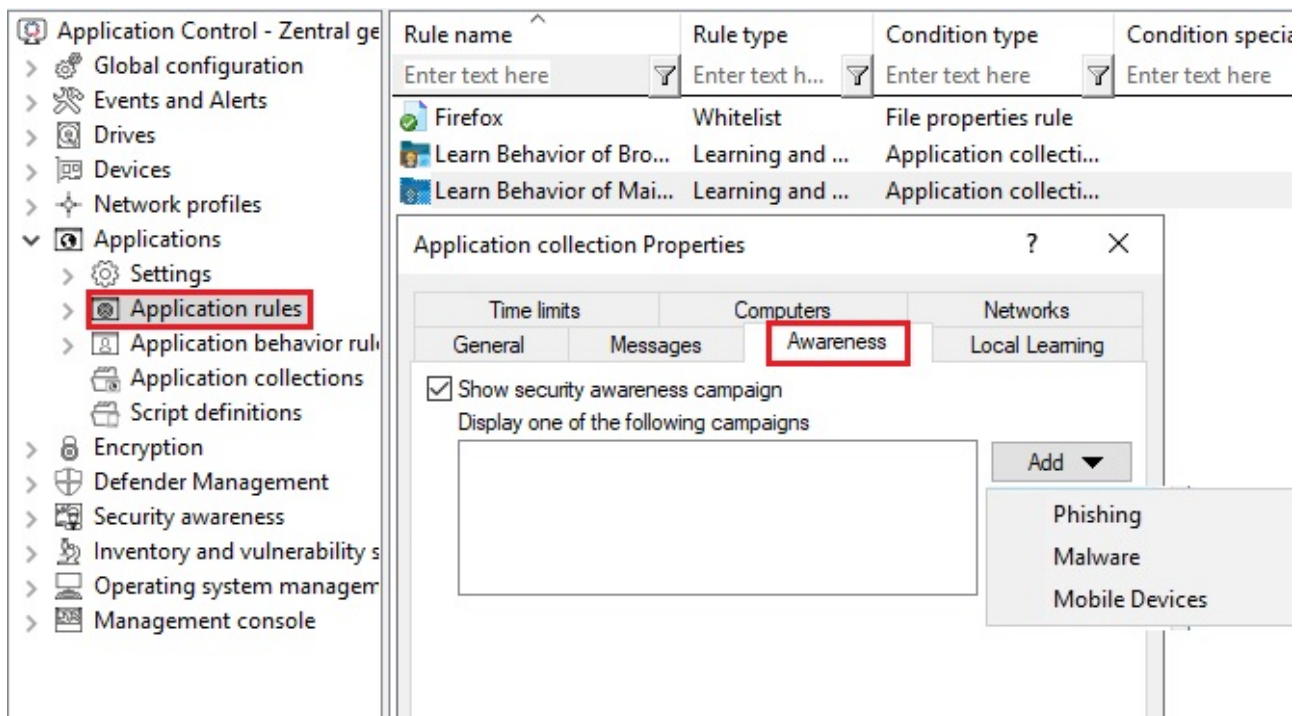 Application Control - Zentral ge
Global configuration
Events and Alerts
Drives
Devices
Network profiles
Applications
Settings
Application rules
Application behavior rul
Application collections
Script definitions
Encryption
Defender Management
Security awareness
Inventory and vulnerability s
Operating system managem
Management console
Rule name Rule type Condition type Condition specia
Enter text here Enter text h... Enter text here Enter text here
Firefox Whitelist File properties rule
Learn Behavior of Bro... Learning and ... Application collecti...
Learn Behavior of Mai... Learning and ... Application collecti...
Application collection Properties ?
Time limits Computers Networks
General Messages Awareness Local Learning
Show security awareness campaign
Display one of the following campaigns
Add
Phishing
Malware
Mobile Devices